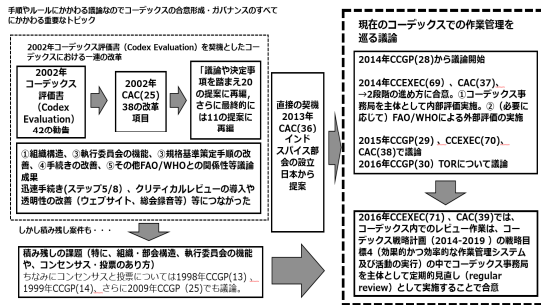 手順やルールにかかわる議論なのでコーデックスの合意形成・ガバナンスのすべて
にかかわる重要なトピック
2002年コーデックス評価書（Codex Evaluation）を契機としたコー
デックスにおける一連の改革
2002年
コーデックス
評価書
（Codex
Evaluation）
42の勧告
2002年
CAC(25)
38の改革
項目
「議論や決定事
項を踏まえ20
の提案に再編、
さらに最終的に
は11の提案に
再編
①組織構造、③執行委員会の機能、③規格基準策定手順の改
善、④手続きの改善、⑤その他FAO/WHOとの関係性等議論
成果
迅速手続き(ステップ5/8）、クリティカルレビューの導入や
透明性の改善（ウェブサイト、総会録音等）等につながった
しかし積み残し案件も・・・
積み残しの課題（特に、組織・部会構造、執行委員会の機能
や、コンセンサス・投票のあり方）
ちなみにコンセンサスと投票については1998年CCGP(13）、
1999年CCGP(14)、さらに2009年CCGP（25)でも議論。
直接の契機
2013年
CAC(36)
インド
スパイス部
会の設立
日本から
提案
現在のコーデックスでの作業管理を
巡る議論
2014年CCGP(28)から議論開始
2014年CCEXEC(69）、CAC(37)、
→2段階の進め方に合意。①コーデックス事
務局を主体として内部評価実施。②（必要に
応じて）FAO/WHOによる外部評価の実施
2015年CCGP(29）、CCEXEC(70)、
CAC(38)で議論
2016年CCGP(30）TORについて議論
2016年CCEXEC(71）、CAC(39)では、
コーデックス内でのレビュー作業は、コー
デックス戦略計画（2014-2019 ）の戦略目
標4（効果的かつ効率的な作業管理システム
及び活動の実行）の中でコーデックス事務局
を主体として定期的見直し（regular
review）として実施することで合意